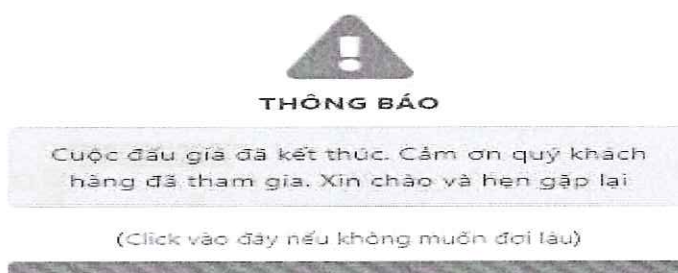 THÔNG BÁO
Cuộc đấu giá đã kết thúc. Cảm ơn quý khách
hàng đã tham gia. Xin chào và hẹn gặp lại
(Click vào đây nếu không muốn đợi lâu)